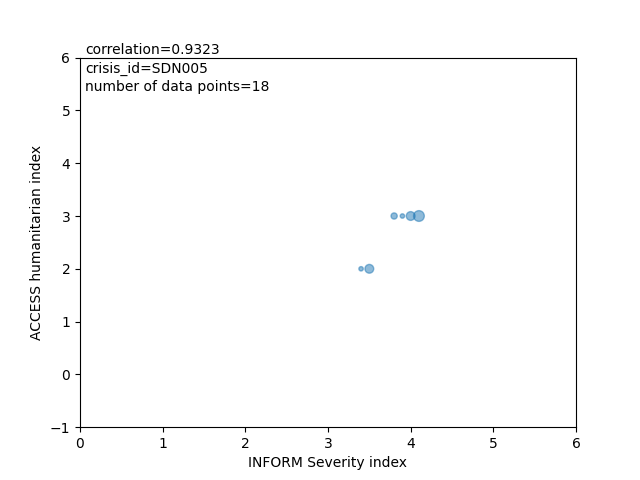 correlation=0.9323
crisis_id=SDN005
number of data points=18
6
5
4
3
2
1
0
−1
ACCESS humanitarian index
0 1 2 3 4 5 6
INFORM Severity index